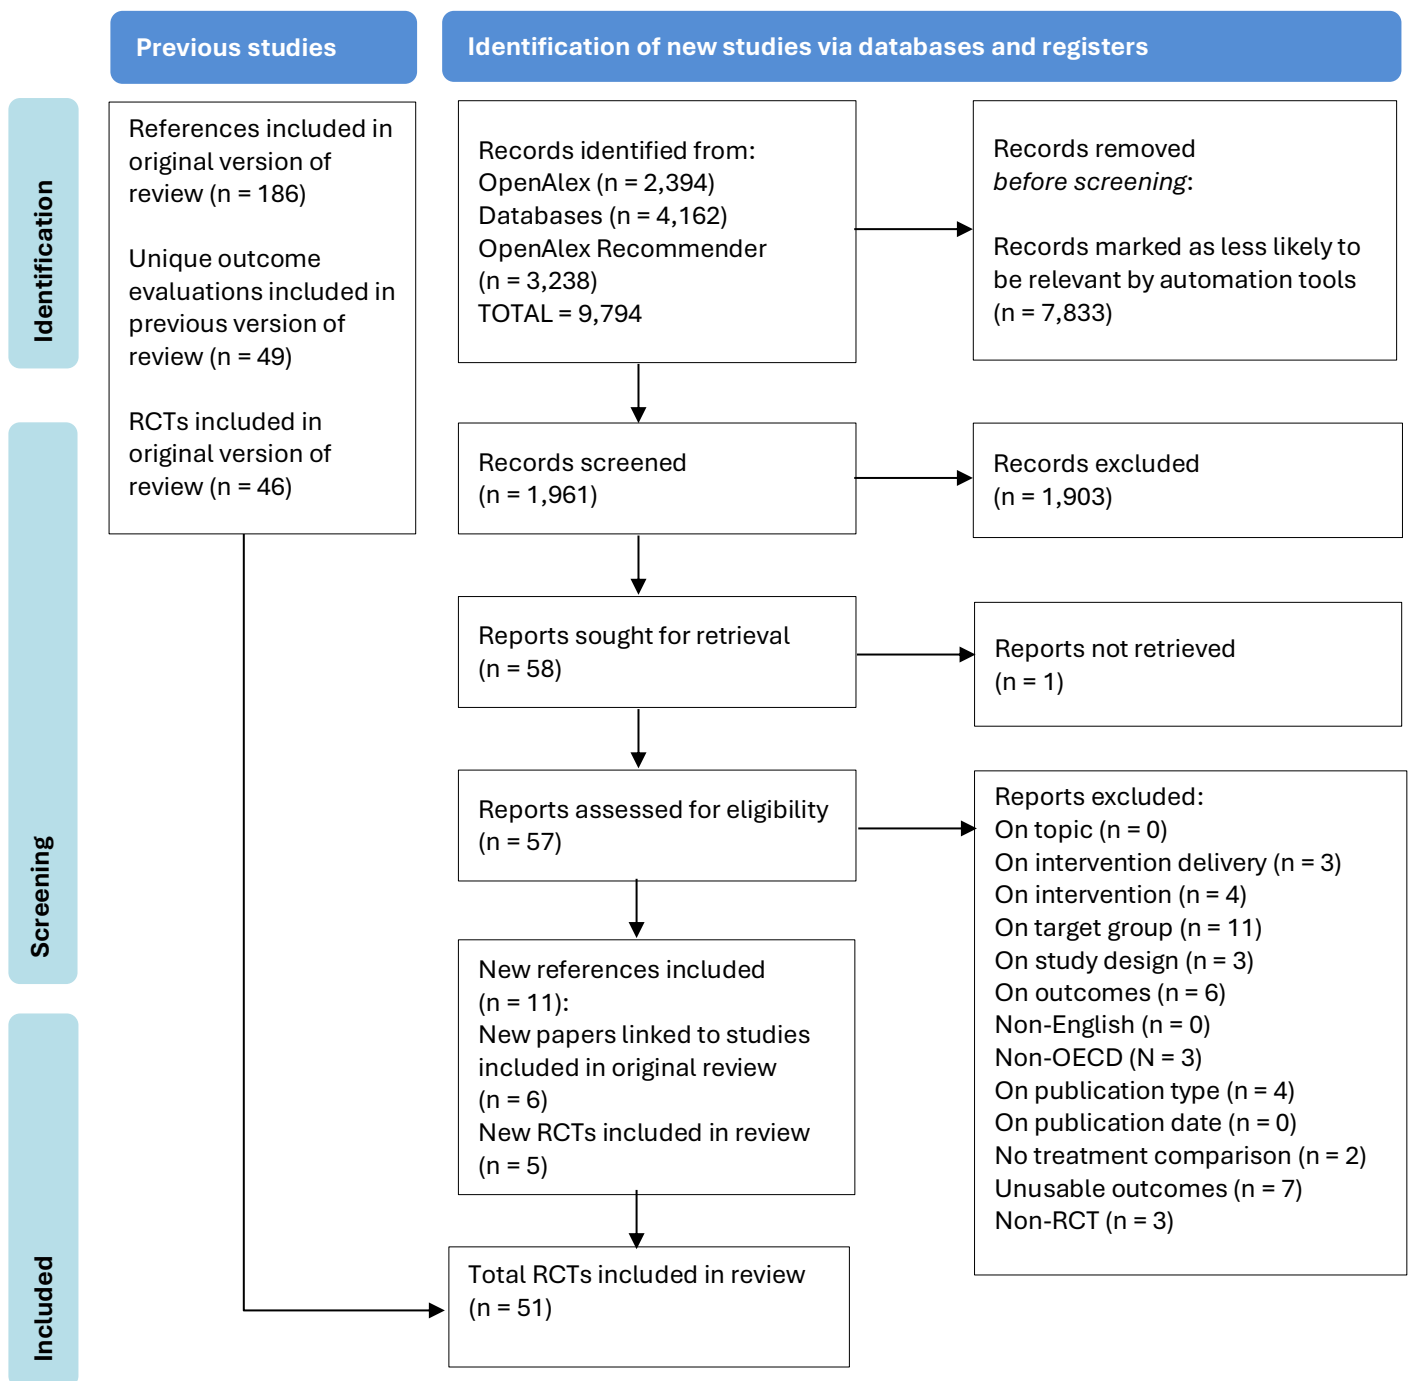 Previous studies
Identification of new studies via databases and registers
Identification
References included in
original version of
review (n = 186)
Unique outcome
evaluations included in
previous version of
review (n = 49)
RCTs included in
original version of
review (n = 46)
Records identified from:
OpenAlex (n = 2,394)
Databases (n = 4,162)
OpenAlex Recommender
(n = 3,238)
TOTAL = 9,794
Records removed
before screening:
Records marked as less likely to
be relevant by automation tools
(n = 7,833)
Screening
Records screened
(n = 1,961)
Records excluded
(n = 1,903)
Reports sought for retrieval
(n = 58)
Reports not retrieved
(n = 1)
Reports assessed for eligibility
(n = 57)
Reports excluded:
On topic (n = 0)
On intervention delivery (n = 3)
On intervention (n = 4)
On target group (n = 11)
On study design (n = 3)
On outcomes (n = 6)
Non-English (n = 0)
Non-OECD (N = 3)
On publication type (n = 4)
On publication date (n = 0)
No treatment comparison (n = 2)
Unusable outcomes (n = 7)
Non-RCT (n = 3)
New references included
(n = 11):
New papers linked to studies
included in original review
(n = 6)
New RCTs included in review
(n = 5)
Included
Total RCTs included in review
(n = 51)